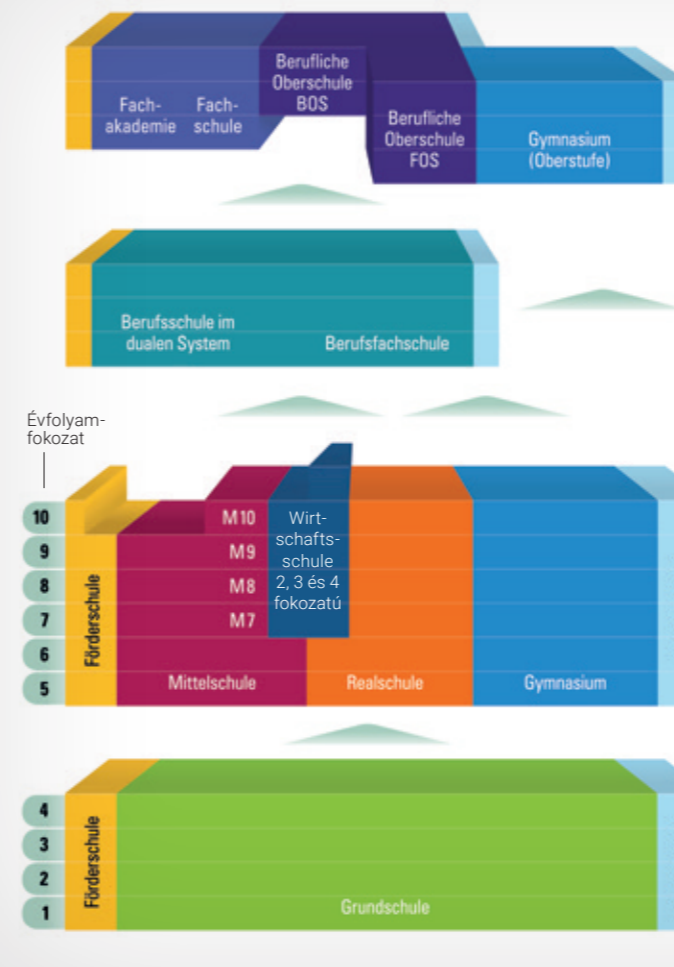 Berufliche
Oberschule
BOS
Fach-
akademie
Fach-
schule
Berufliche
Oberschule
FOS
Gymnasium
(Oberstufe)
Berufsschule im
dualen System
Berufsfachschule
Évfolyam-
fokozat
10
9
8
7
6
5
Förderschule
M10
M9
M8
M7
Wirt-
schafts-
schule
2, 3 és 4
fokozatú
Mittelschule
Realschule
Gymnasium
4
3
2
1
Förderschule
Grundschule